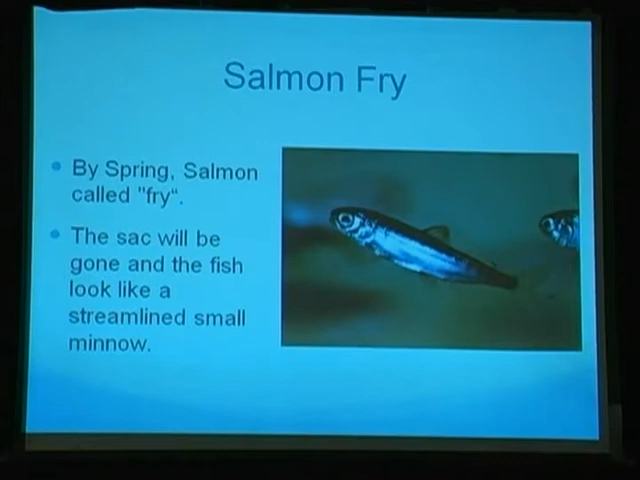 Salmon Fry
By Spring, Salmon
called "fry“.
The sac will be
gone and the fish
look like a
streamlined small
minnow.